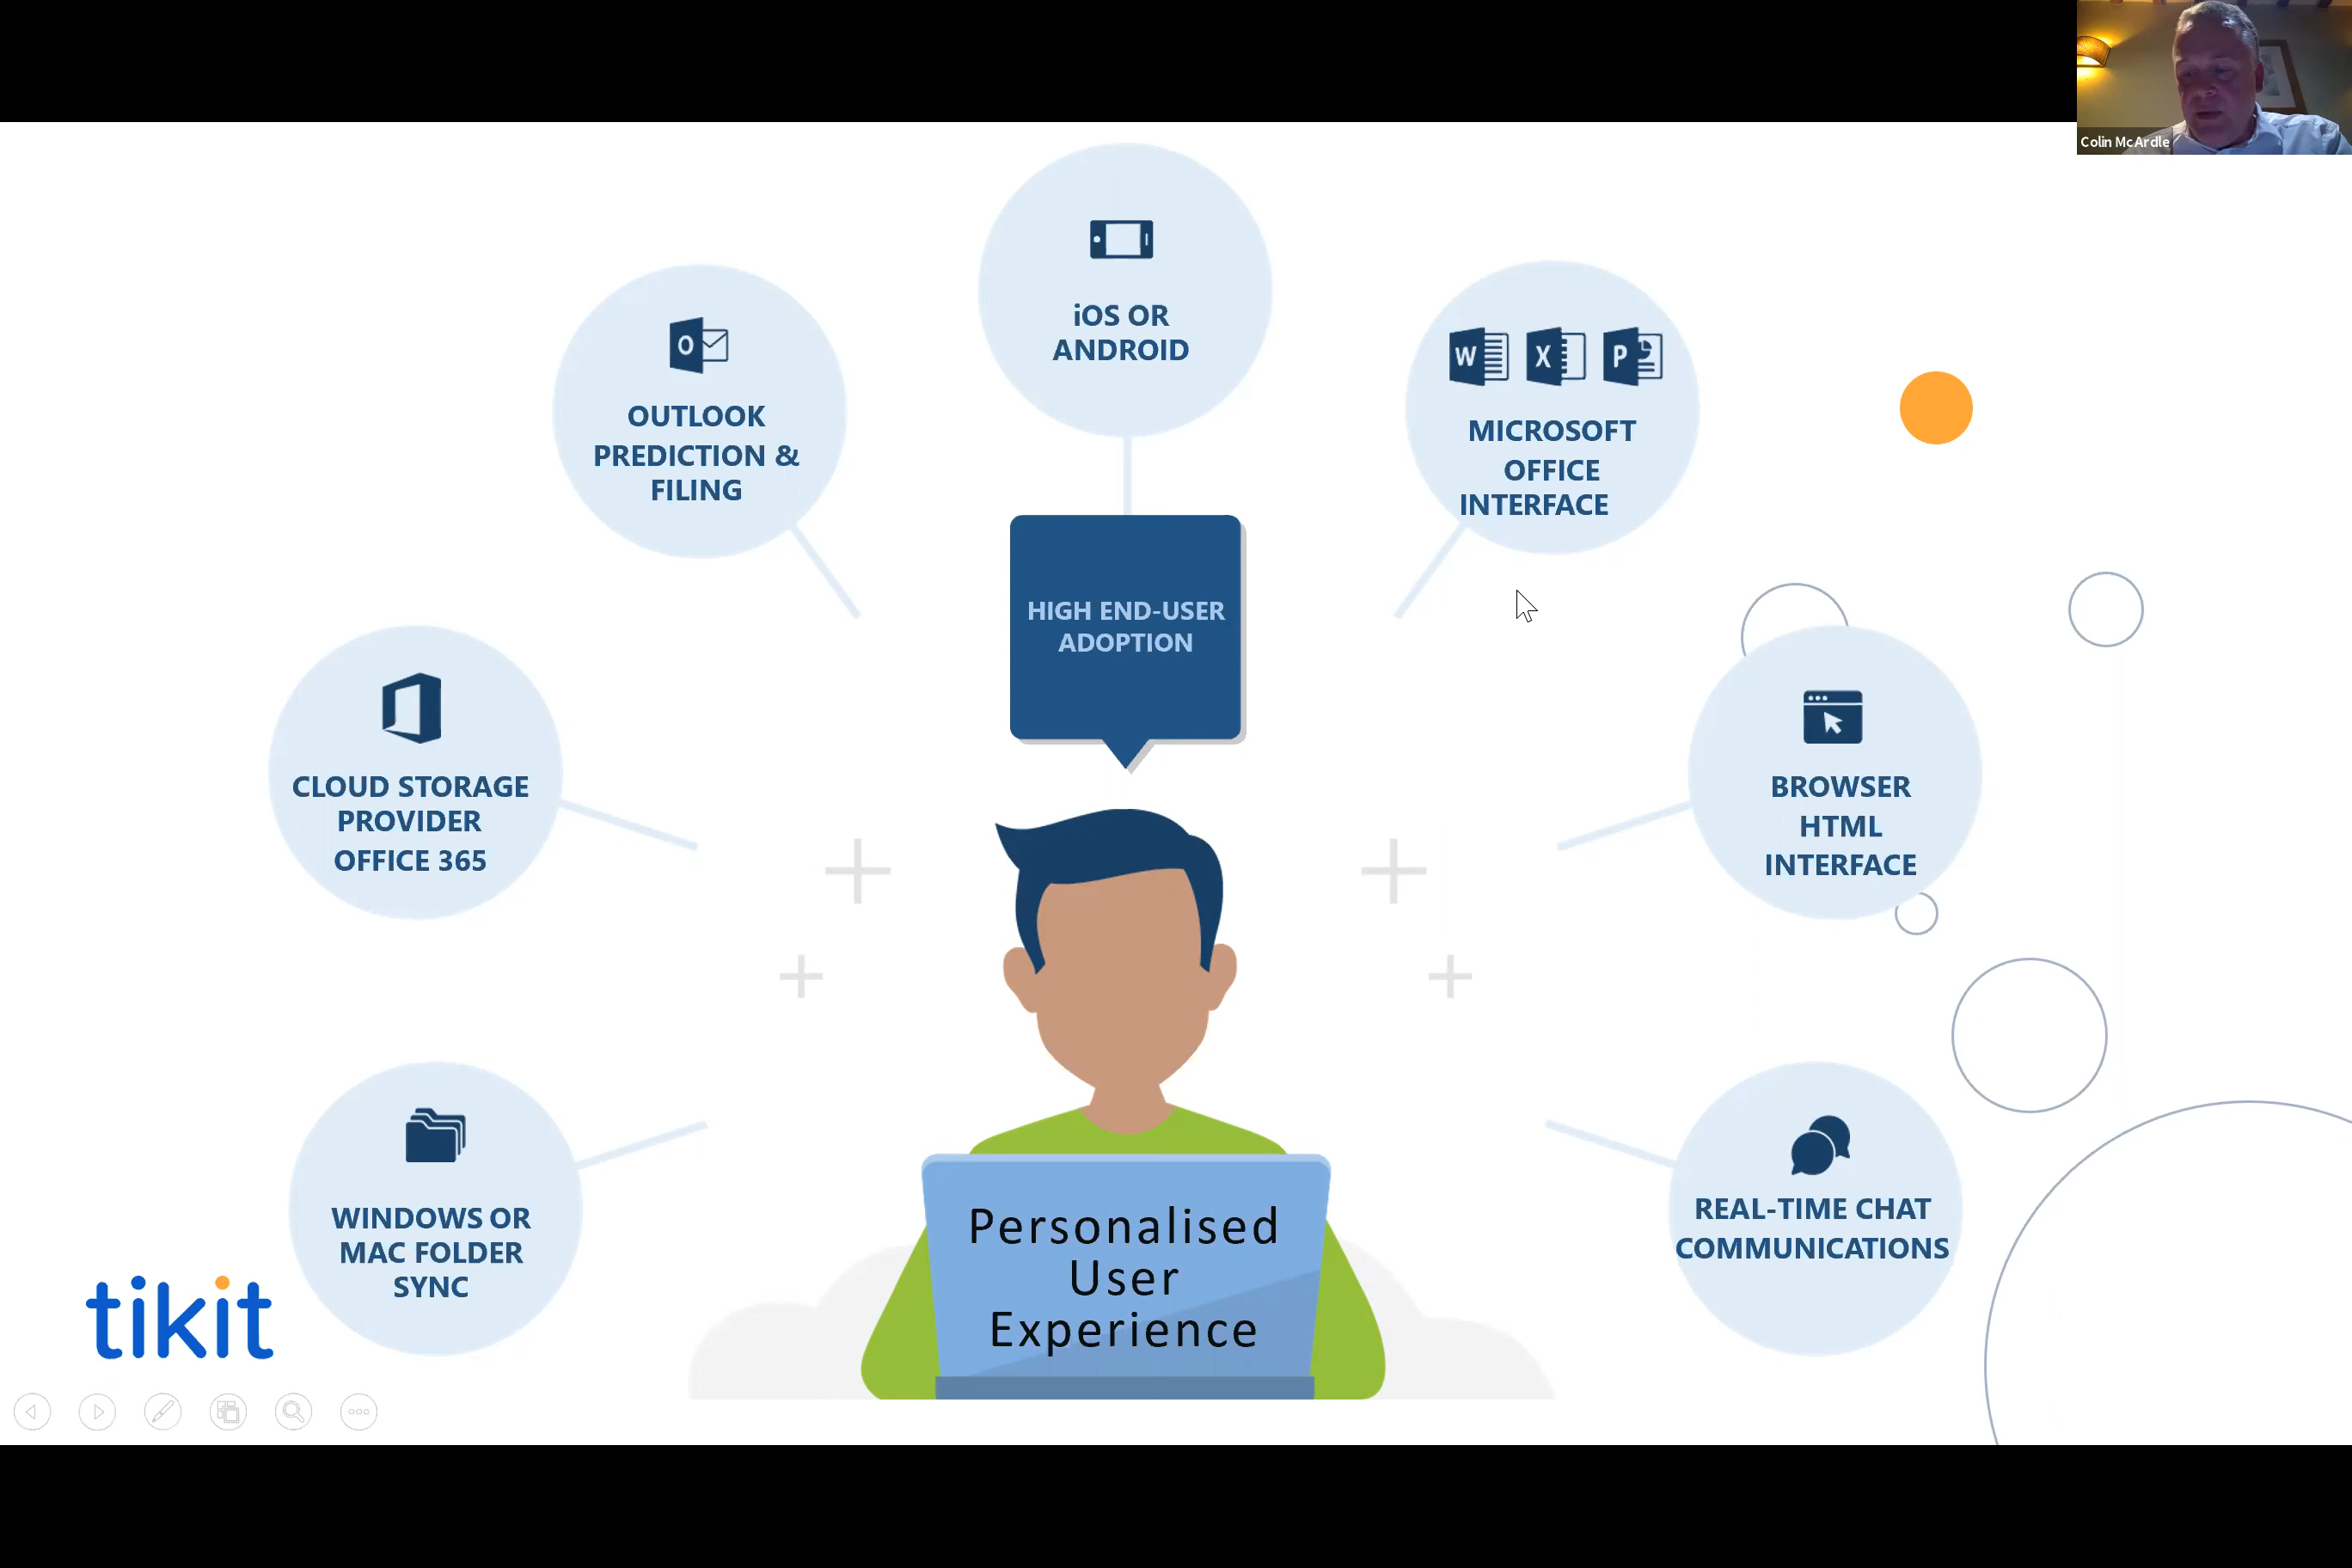 Colin McArdle
iOS OR
ANDROID
OUTLOOK
PREDICTION &
FILING
W X P
MICROSOFT
OFFICE
INTERFACE
O
HIGH END-USER
ADOPTION
CLOUD STORAGE
PROVIDER
OFFICE 365
BROWSER
HTML
INTERFACE
WINDOWS OR
MAC FOLDER
SYNC
REAL-TIME CHAT
COMMUNICATIONS
Personalised
User
Experience
tikit